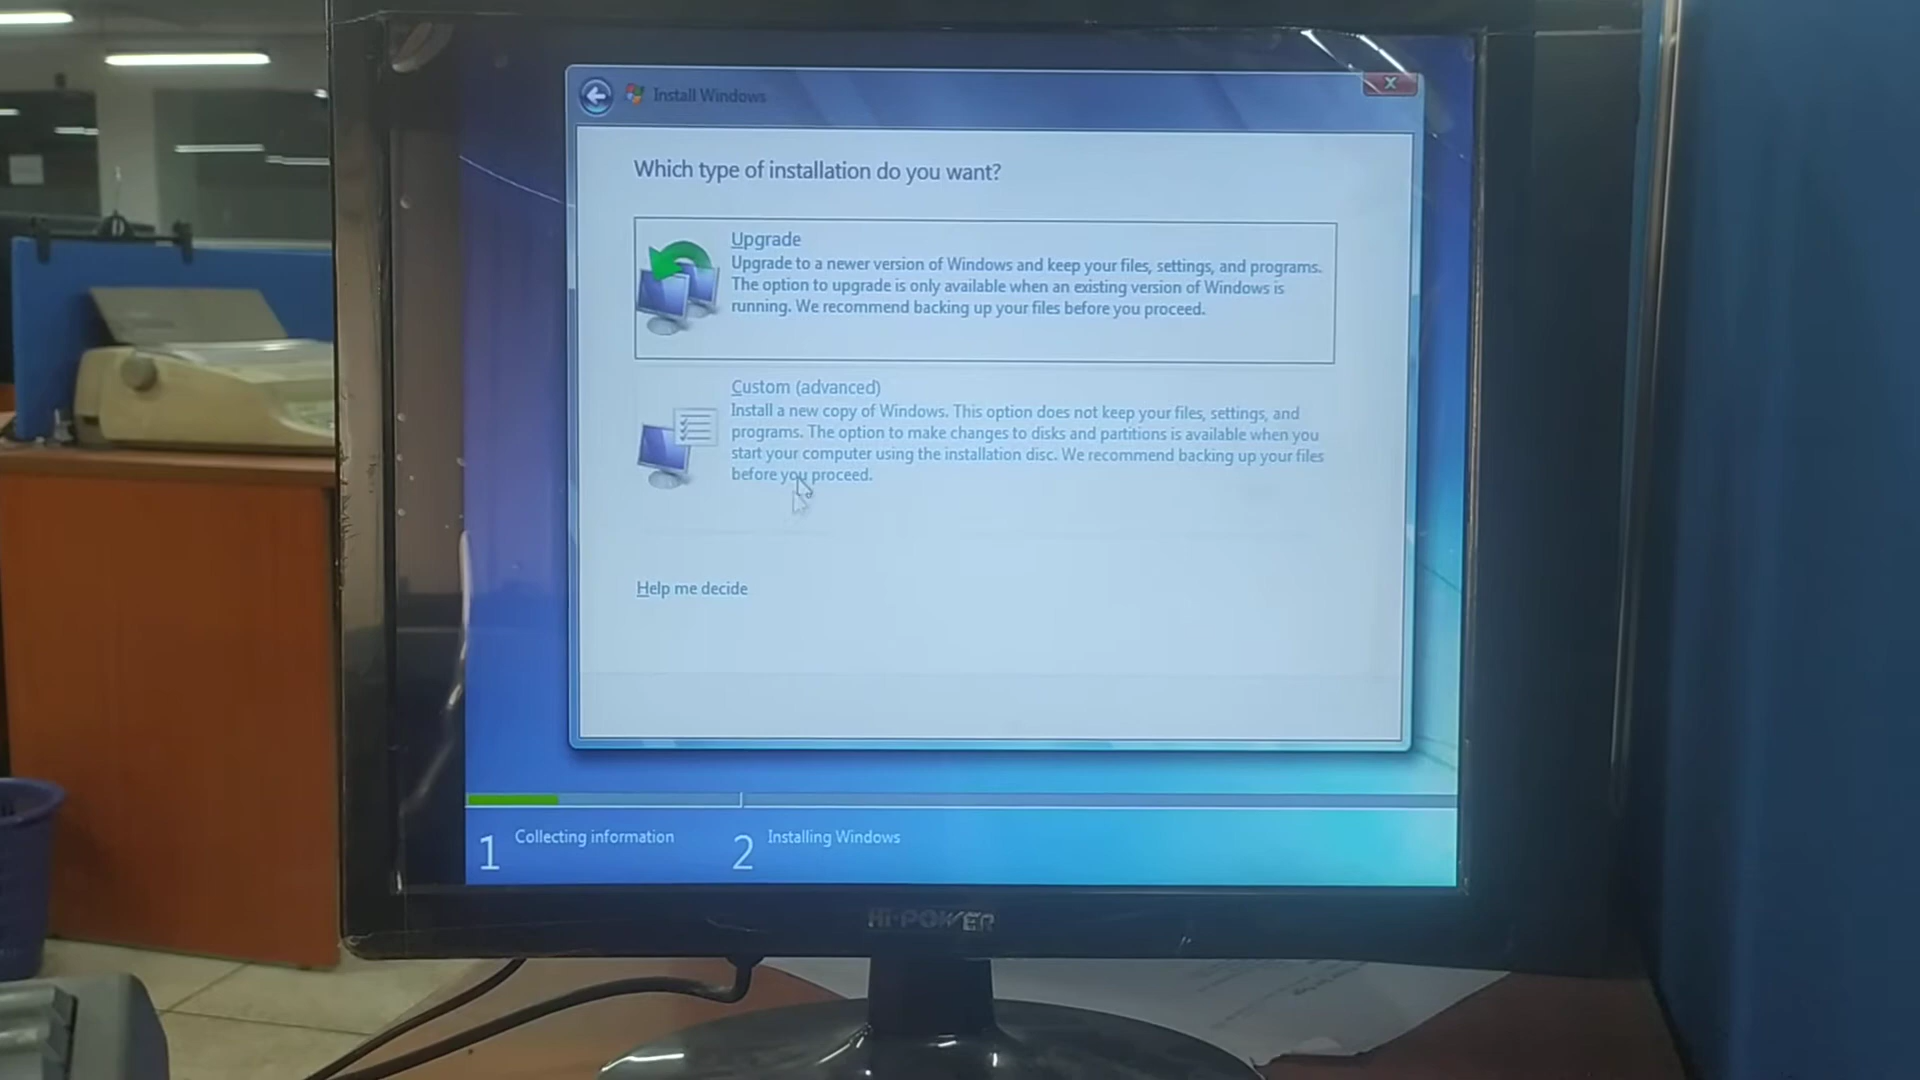 Install Windows
Which type of installation do you want?
Upgrade
Upgrade to a newer version of Windows and keep your files, settings, and programs.
The option to upgrade is only available when an existing version of Windows is
running. We recommend backing up your files before you proceed.
Custom (advanced)
Install a new copy of Windows. This option does not keep your files, settings, and
programs. The option to make changes to disks and partitions is available when you
start your computer using the installation disc. We recommend backing up your files
before you proceed.
Help me decide
1 Collecting information
2 Installing Windows
Hi-POWER